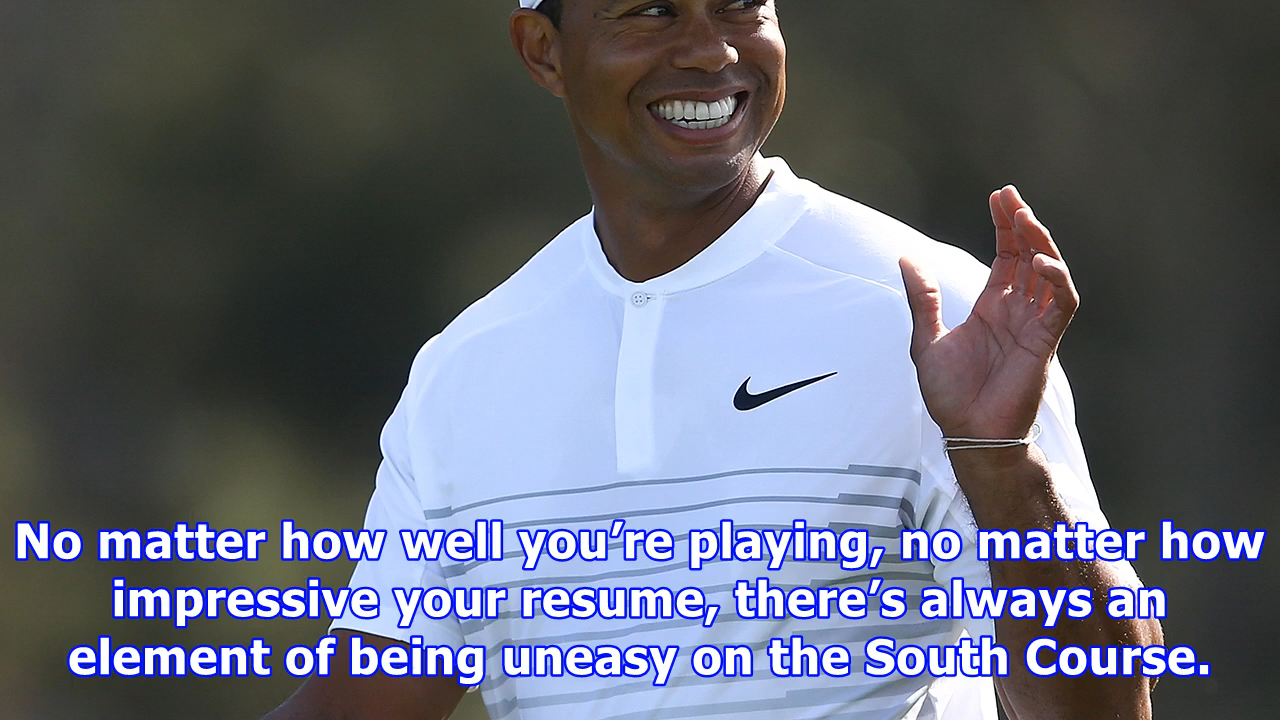 No matter how well you’re playing, no matter how
impressive your resume, there’s always an
element of being uneasy on the South Course.